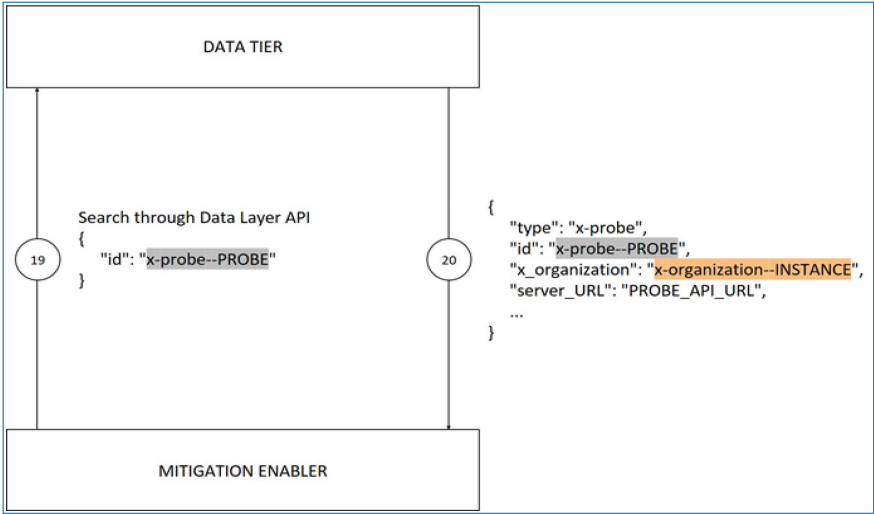 DATA TIER
Search through Data Layer API
{
"id": "x-probe--PROBE"
}
19
20
{
"type": "x-probe",
"id": "x-probe--PROBE",
"x_organization": "x-organization--INSTANCE",
"server_URL": "PROBE_API_URL",
...
}
MITIGATION ENABLER